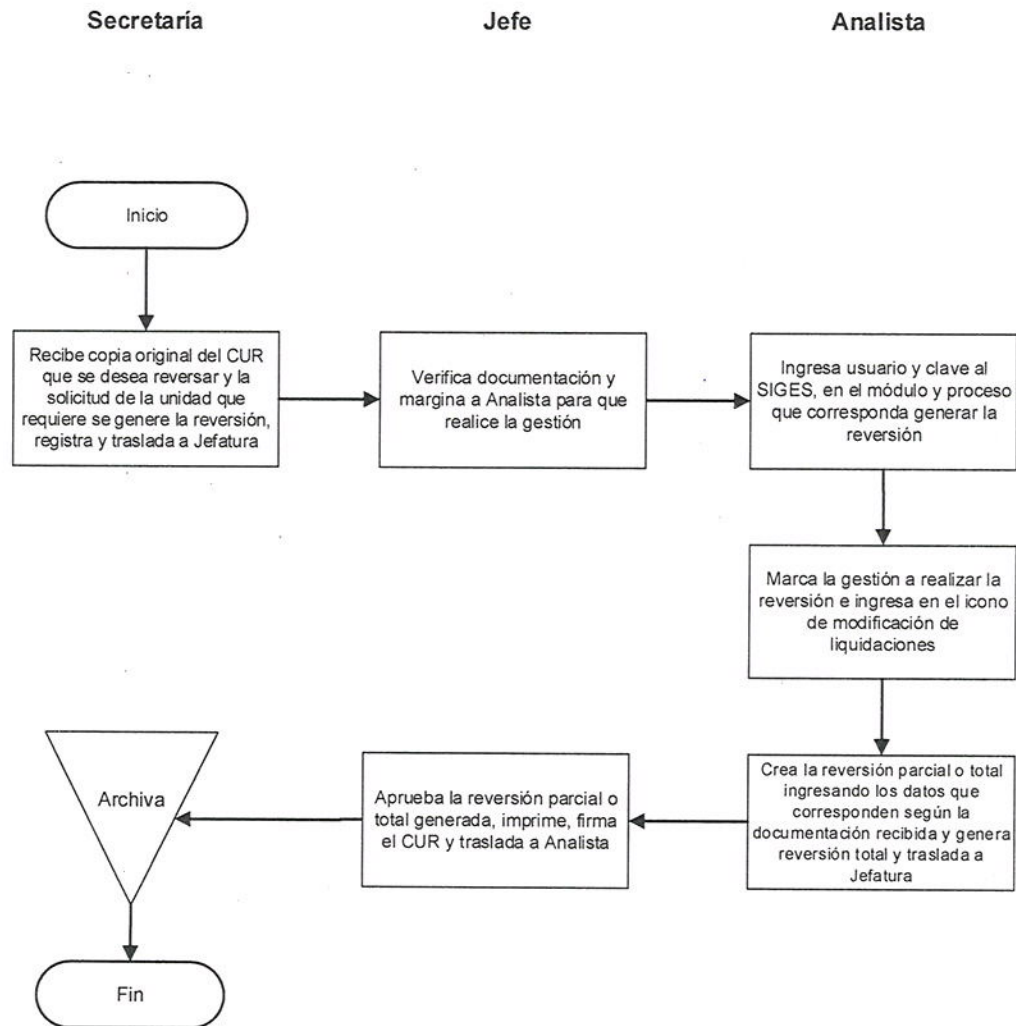 Secretaría
Jefe
Analista
Inicio
Recibe copia original del CUR
que se desea reversar y la
solicitud de la unidad que
requiere se genere la reversión,
registra y traslada a Jefatura
Verifica documentación y
margina a Analista para que
realice la gestión
Ingresa usuario y clave al
SIGES, en el módulo y proceso
que corresponda generar la
reversión
Marca la gestión a realizar la
reversión e ingresa en el icono
de modificación de
liquidaciones
Crea la reversión parcial o total
ingresando los datos que
corresponden según la
documentación recibida y genera
reversión total y traslada a
Jefatura
Aprueba la reversión parcial o
total generada, imprime, firma
el CUR y traslada a Analista
Archiva
Fin